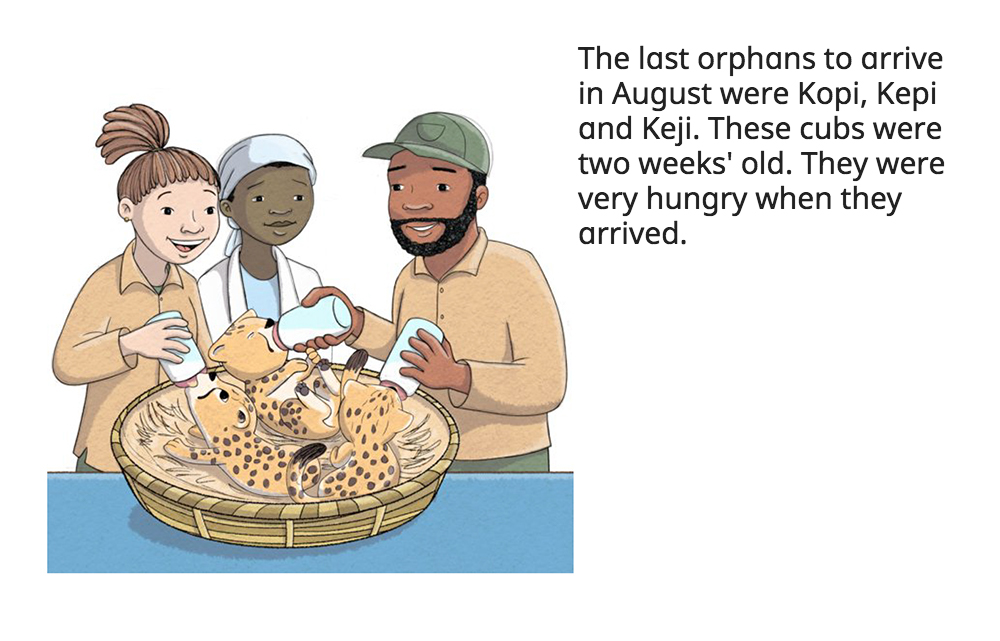 The last orphans to arrive
in August were Kopi, Kepi
and Keji. These cubs were
two weeks' old. They were
very hungry when they
arrived.